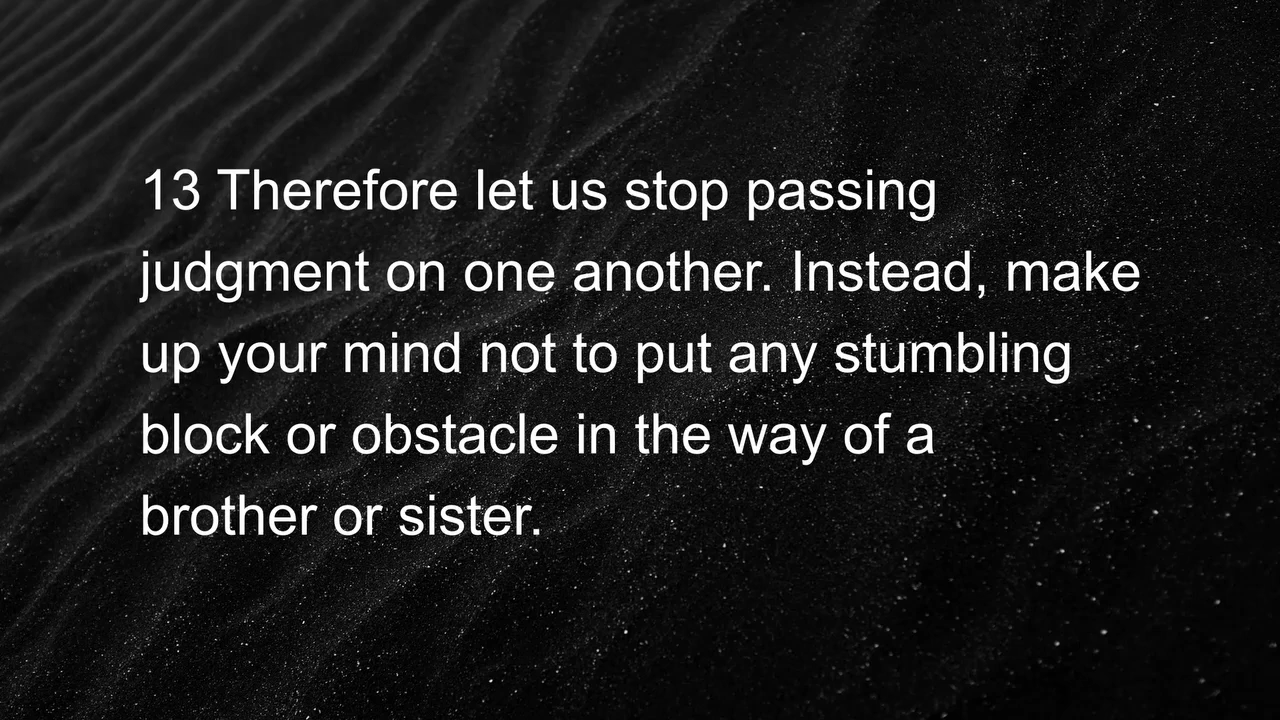 13 Therefore let us stop passing
judgment on one another. Instead, make
up your mind not to put any stumbling
block or obstacle in the way of a
brother or sister.